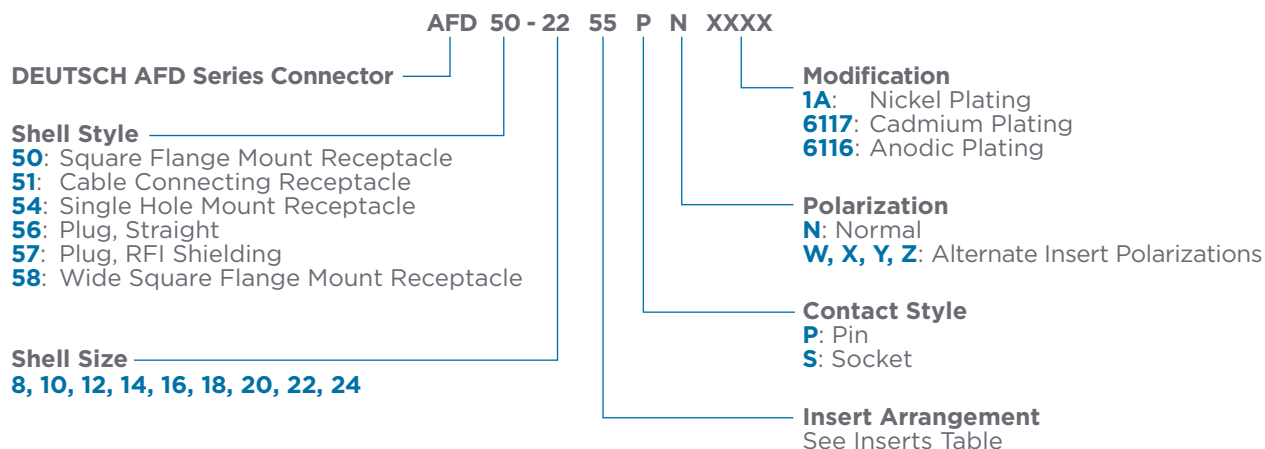 AFD 50 - 22 55 P N XXXX
DEUTSCH AFD Series Connector
Shell Style
50: Square Flange Mount Receptacle
51: Cable Connecting Receptacle
54: Single Hole Mount Receptacle
56: Plug, Straight
57: Plug, RFI Shielding
58: Wide Square Flange Mount Receptacle
Shell Size
8, 10, 12, 14, 16, 18, 20, 22, 24
Modification
1A: Nickel Plating
6117: Cadmium Plating
6116: Anodic Plating
Polarization
N: Normal
W, X, Y, Z: Alternate Insert Polarizations
Contact Style
P: Pin
S: Socket
Insert Arrangement
See Inserts Table